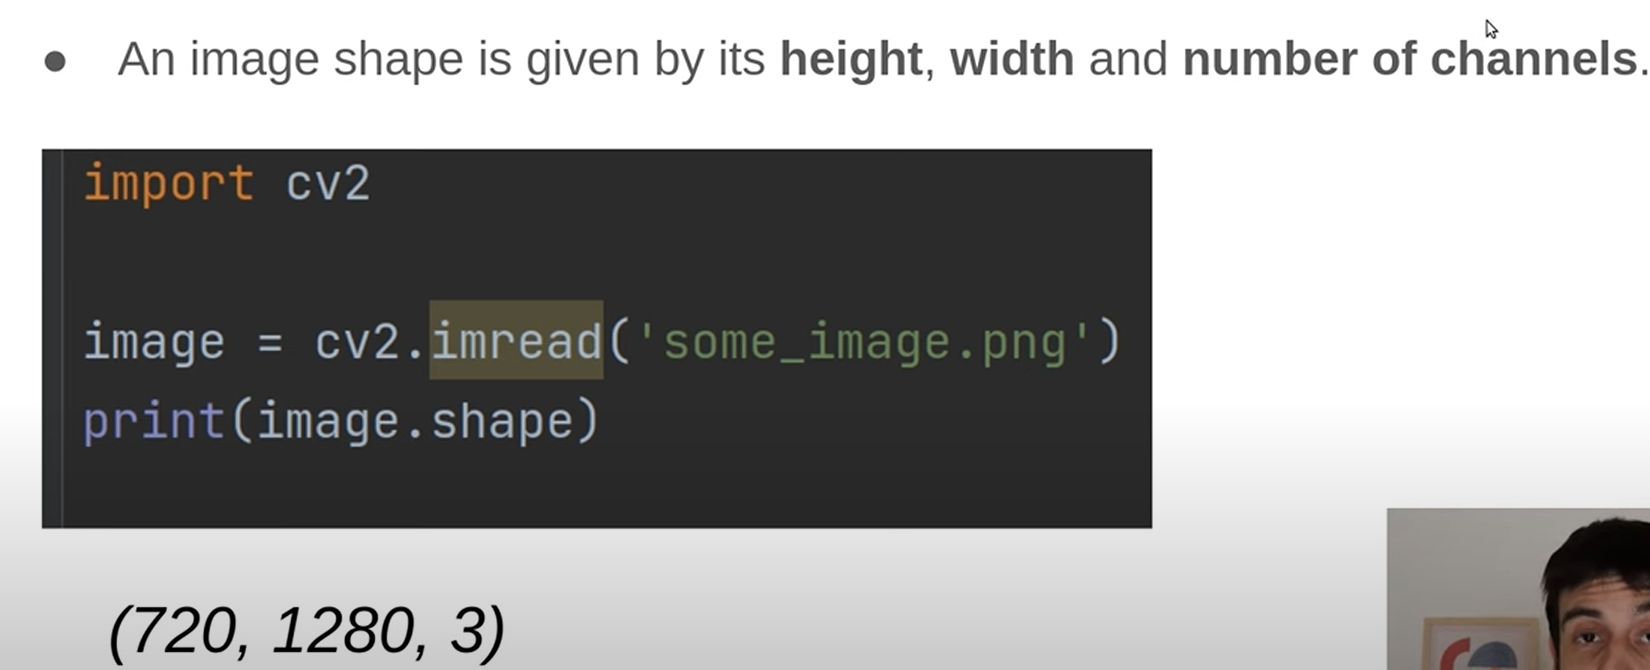 ● An image shape is given by its height, width and number of channels.
import cv2
image = cv2.imread('some_image.png')
print(image.shape)
(720, 1280, 3)